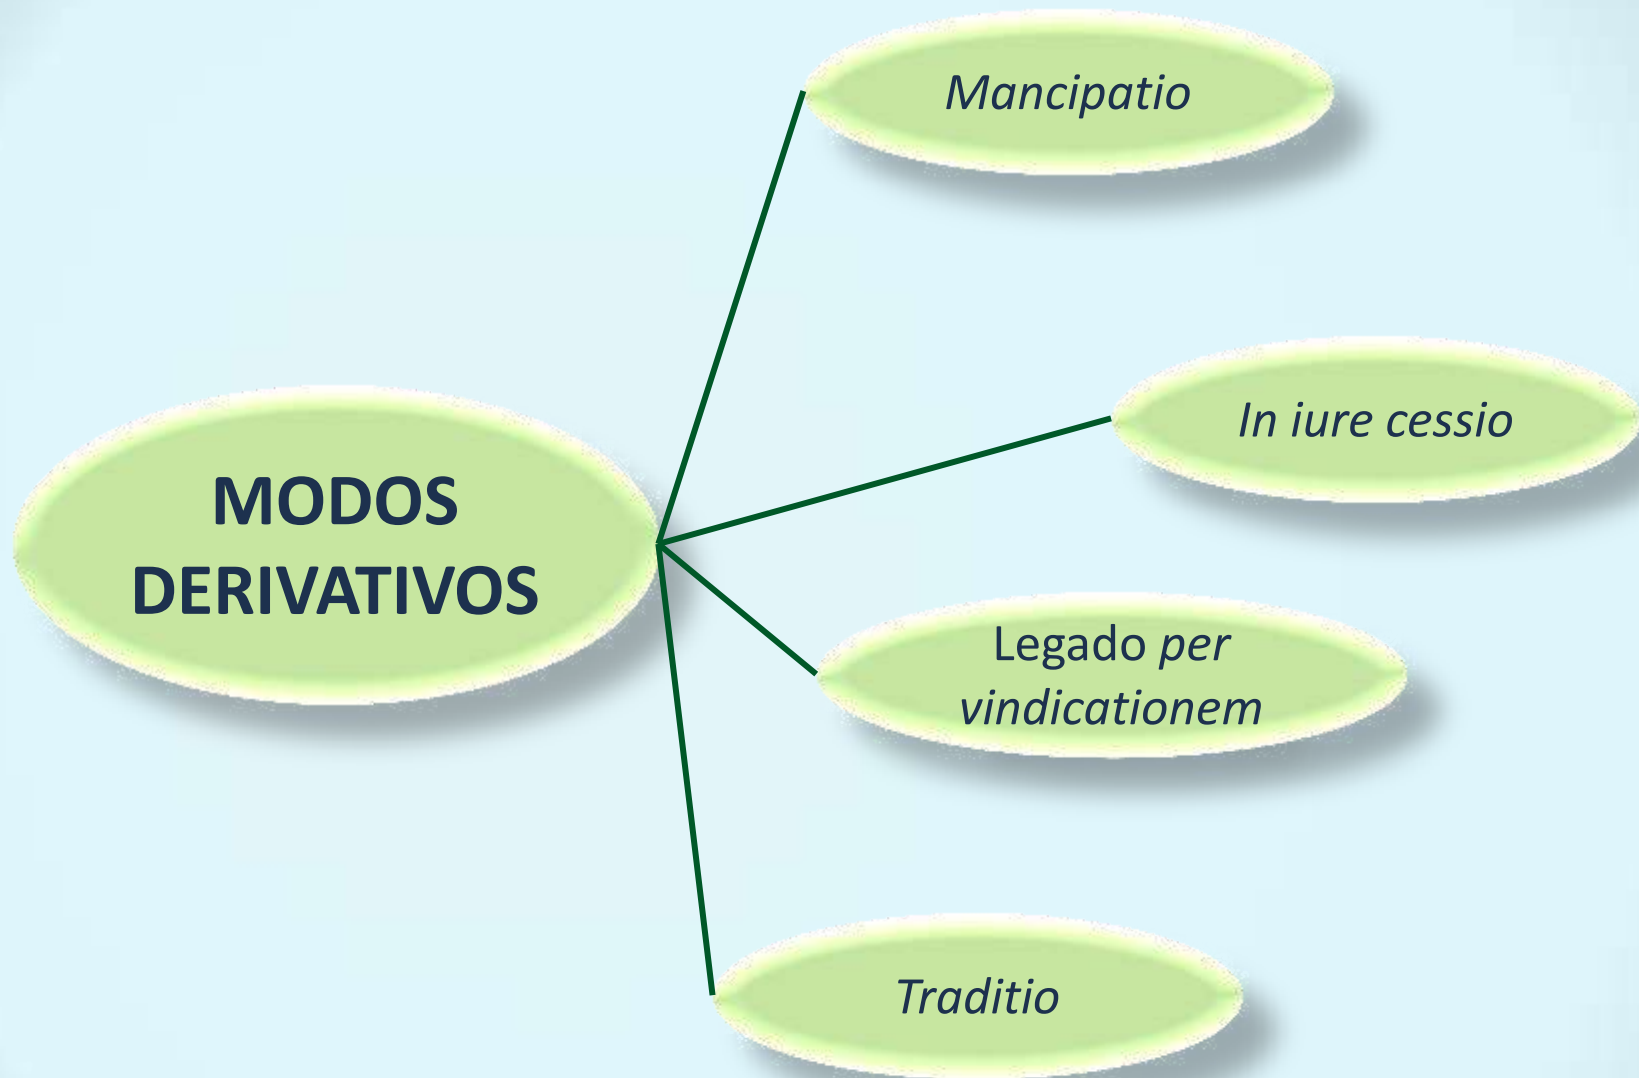 Mancipatio
In iure cessio
MODOS
DERIVATIVOS
Legado per
vindicationem
Traditio